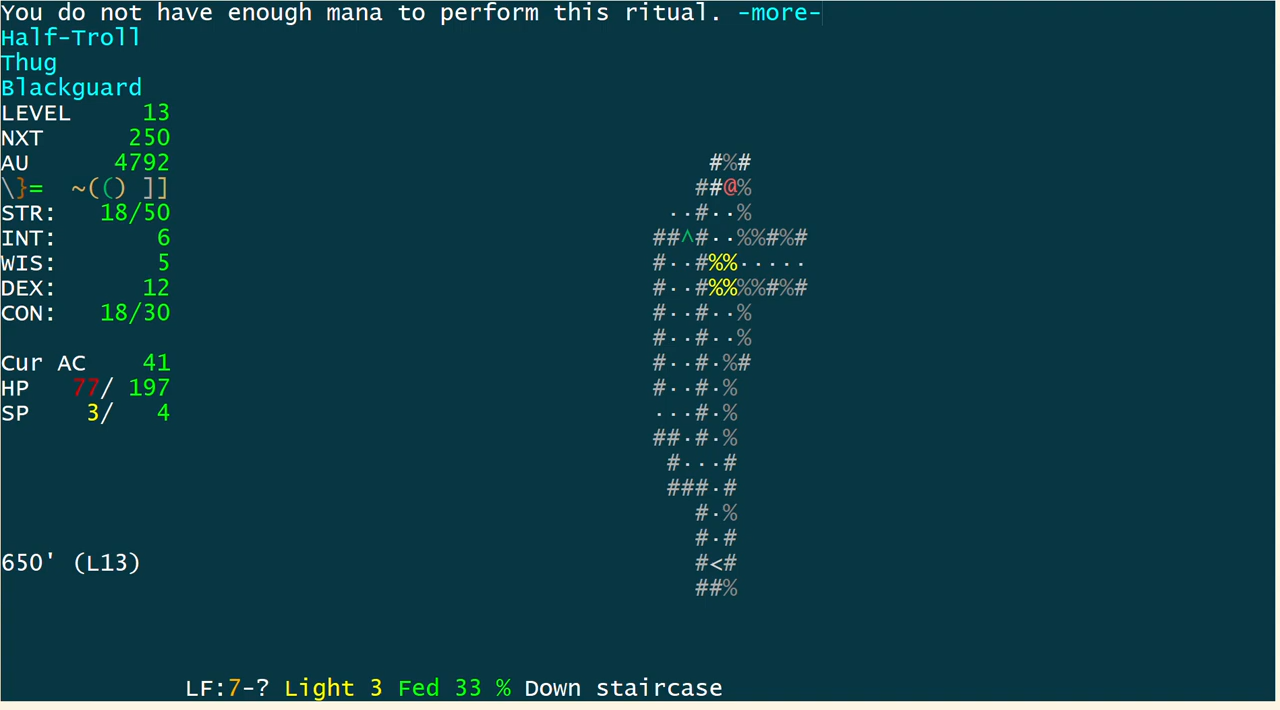 You do not have enough mana to perform this ritual. -more-
Half-Troll
Thug
Blackguard
LEVEL 13
NXT 250
AU 4792 #%#
\}= ~(() ]] ##@%
STR: 18/50 ..#..%
INT: 6 ##^#..%%#%#
WIS: 5 #..#%%.....
DEX: 12 #..#%%%%#%#
CON: 18/30 #..#..%
#..#..%
Cur AC 41 #..#.%#
HP 77/ 197 #..#.%
SP 3/ 4 ...#.%
##.#.%
#...#
###.#
#.%
#.#
650' (L13) #<#
##%
LF:7-? Light 3 Fed 33 % Down staircase